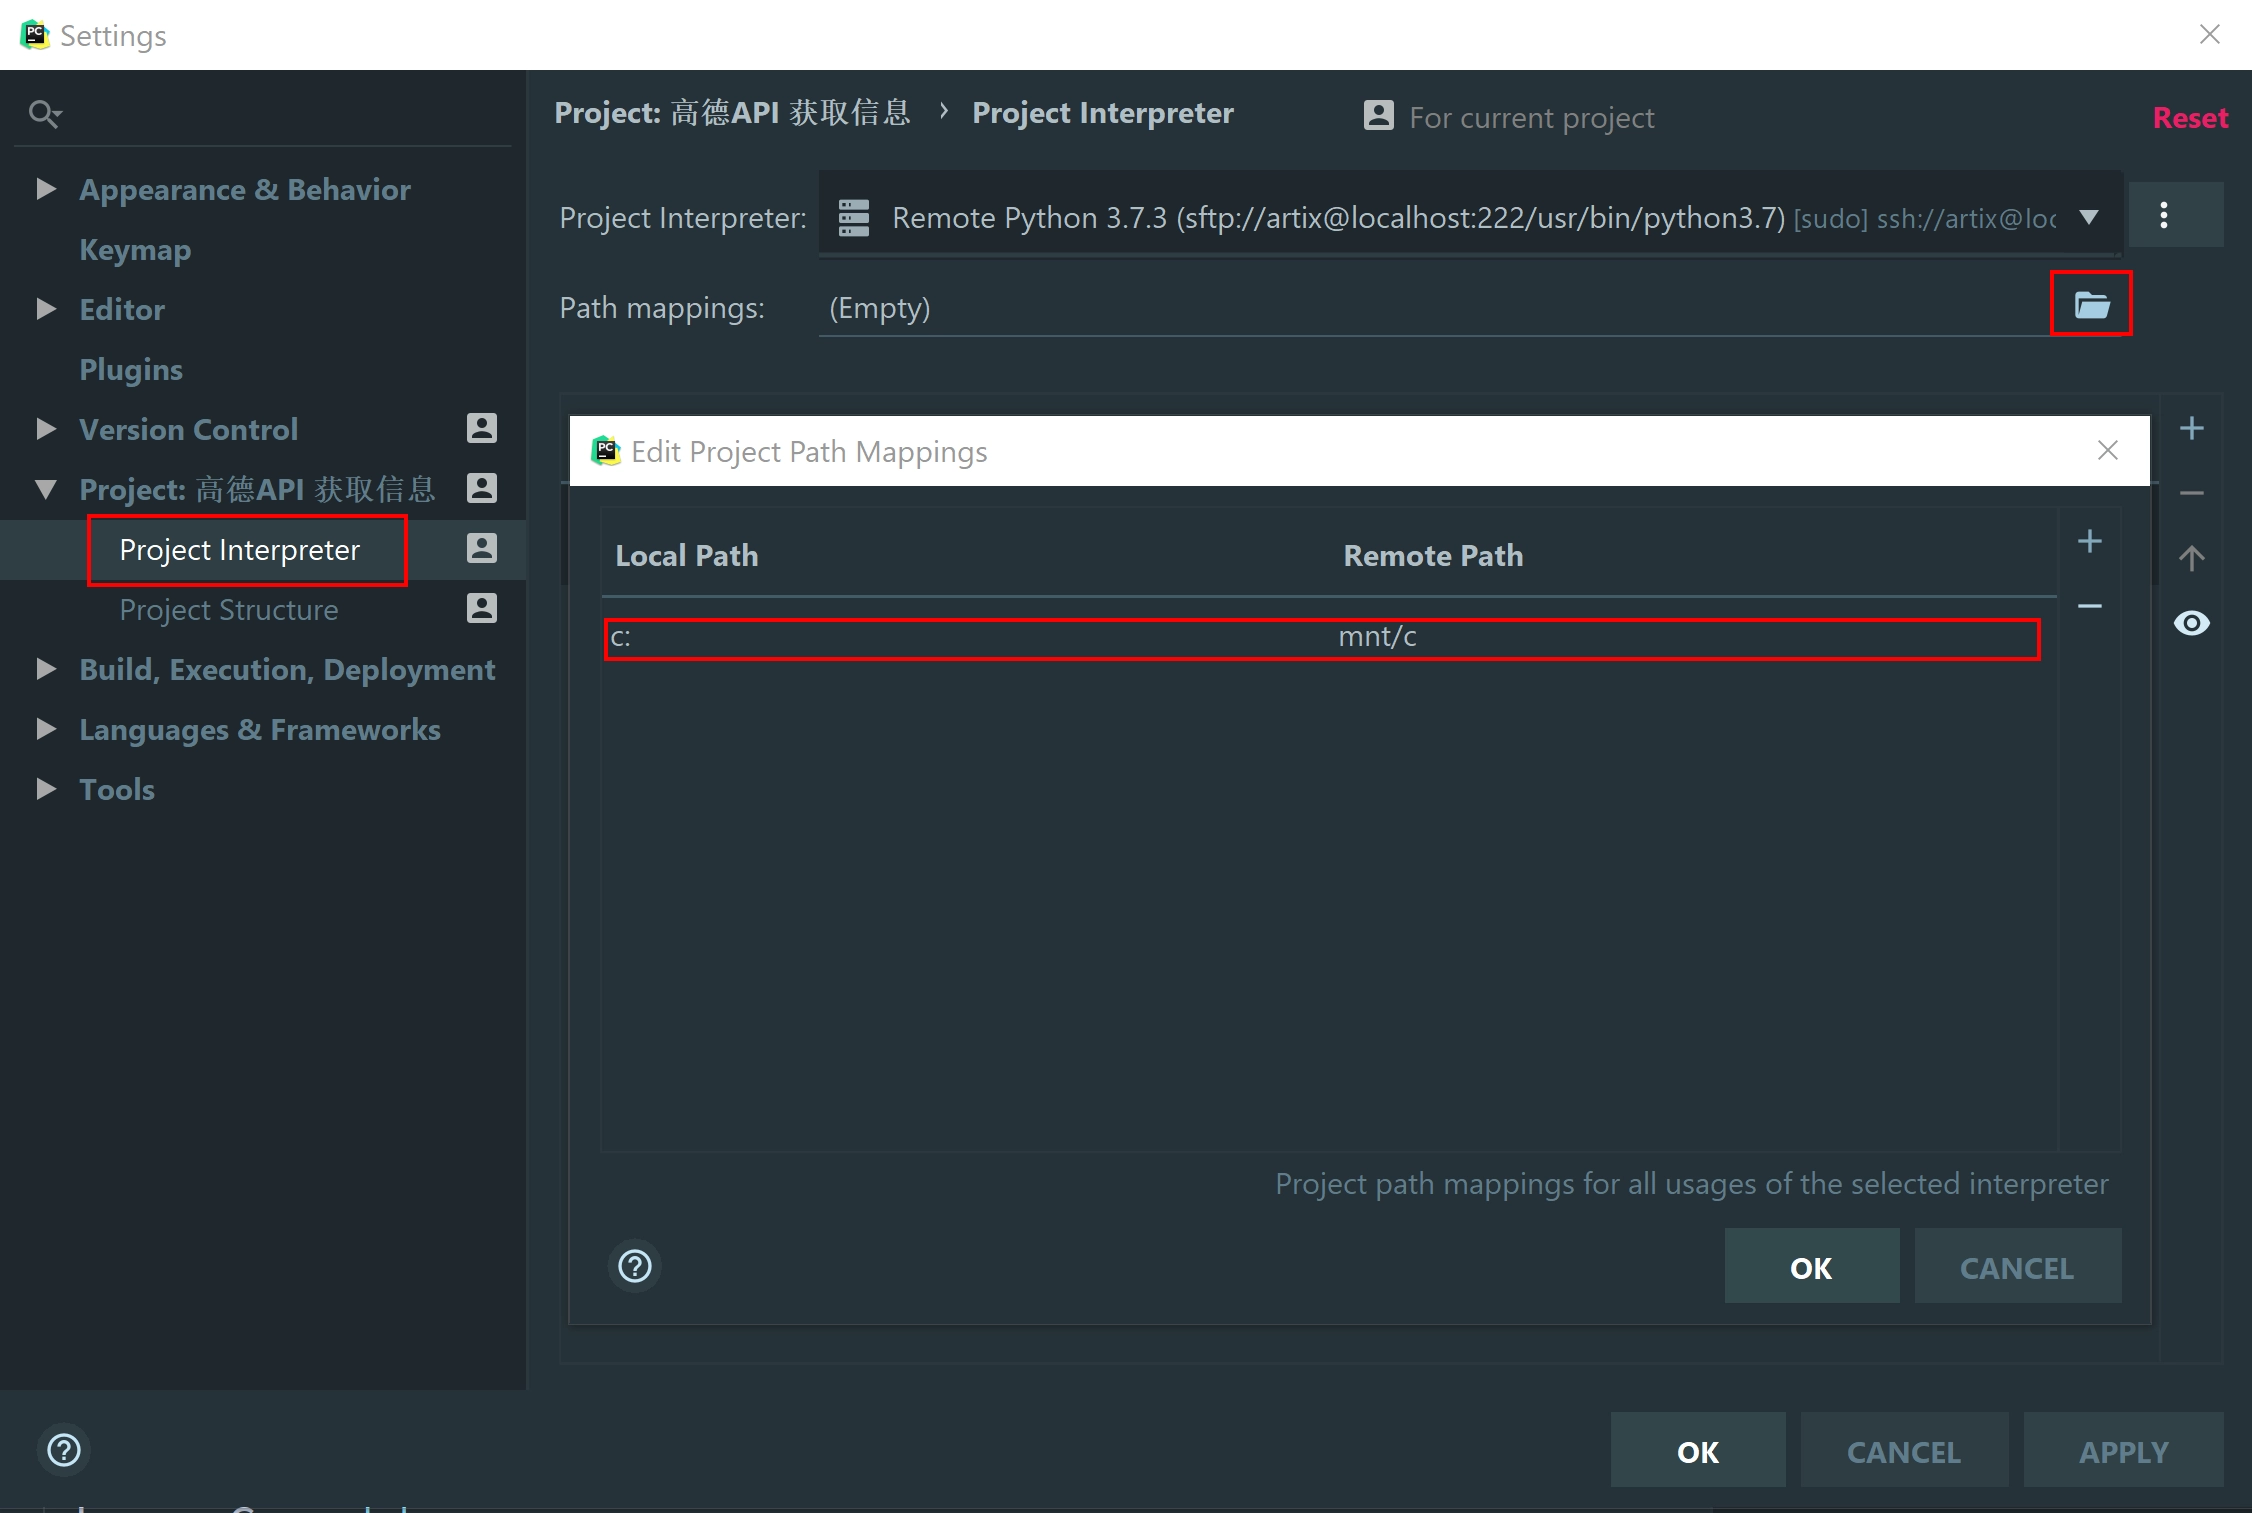 Settings
Project: 高德API 获取信息 › Project Interpreter
For current project
Reset
Appearance & Behavior
Keymap
Editor
Plugins
Version Control
Project: 高德API 获取信息
Project Interpreter
Project Structure
Build, Execution, Deployment
Languages & Frameworks
Tools
Project Interpreter: Remote Python 3.7.3 (sftp://artix@localhost:222/usr/bin/python3.7) [sudo] ssh://artix@loc
Path mappings: (Empty)
Edit Project Path Mappings
Local Path Remote Path
c: mnt/c
Project path mappings for all usages of the selected interpreter
OK CANCEL
OK CANCEL APPLY